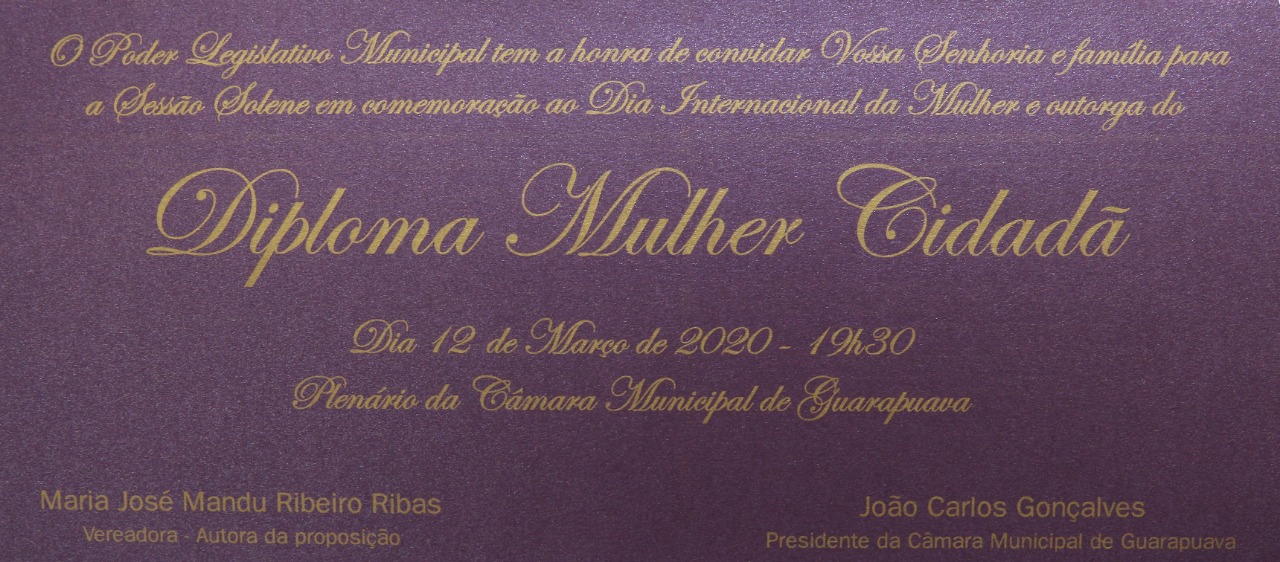 O Poder Legislativo Municipal tem a honra de convidar Vossa Senhoria e família para
a Sessão Solene em comemoração ao Dia Internacional da Mulher e outorga do
Diploma Mulher Cidadã
Dia 12 de Março de 2020 - 19h30
Plenário da Câmara Municipal de Guarapuava
Maria José Mandu Ribeiro Ribas
Vereadora - Autora da proposição
João Carlos Gonçalves
Presidente da Câmara Municipal de Guarapuava